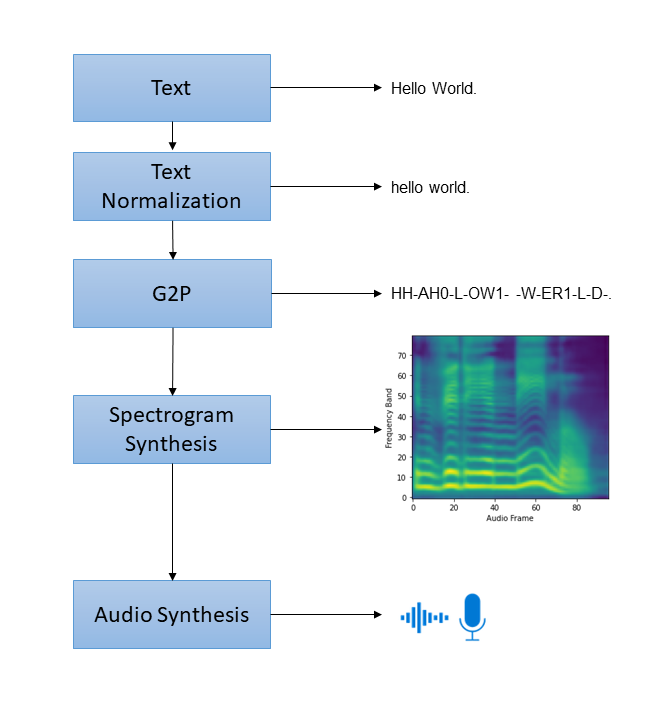 Text
Hello World.
Text
Normalization
hello world.
G2P
HH-AH0-L-OW1- -W-ER1-L-D-.
Spectrogram
Synthesis
Frequency Band
70
60
50
40
30
20
10
0
0 20 40 60 80
Audio Frame
Audio Synthesis